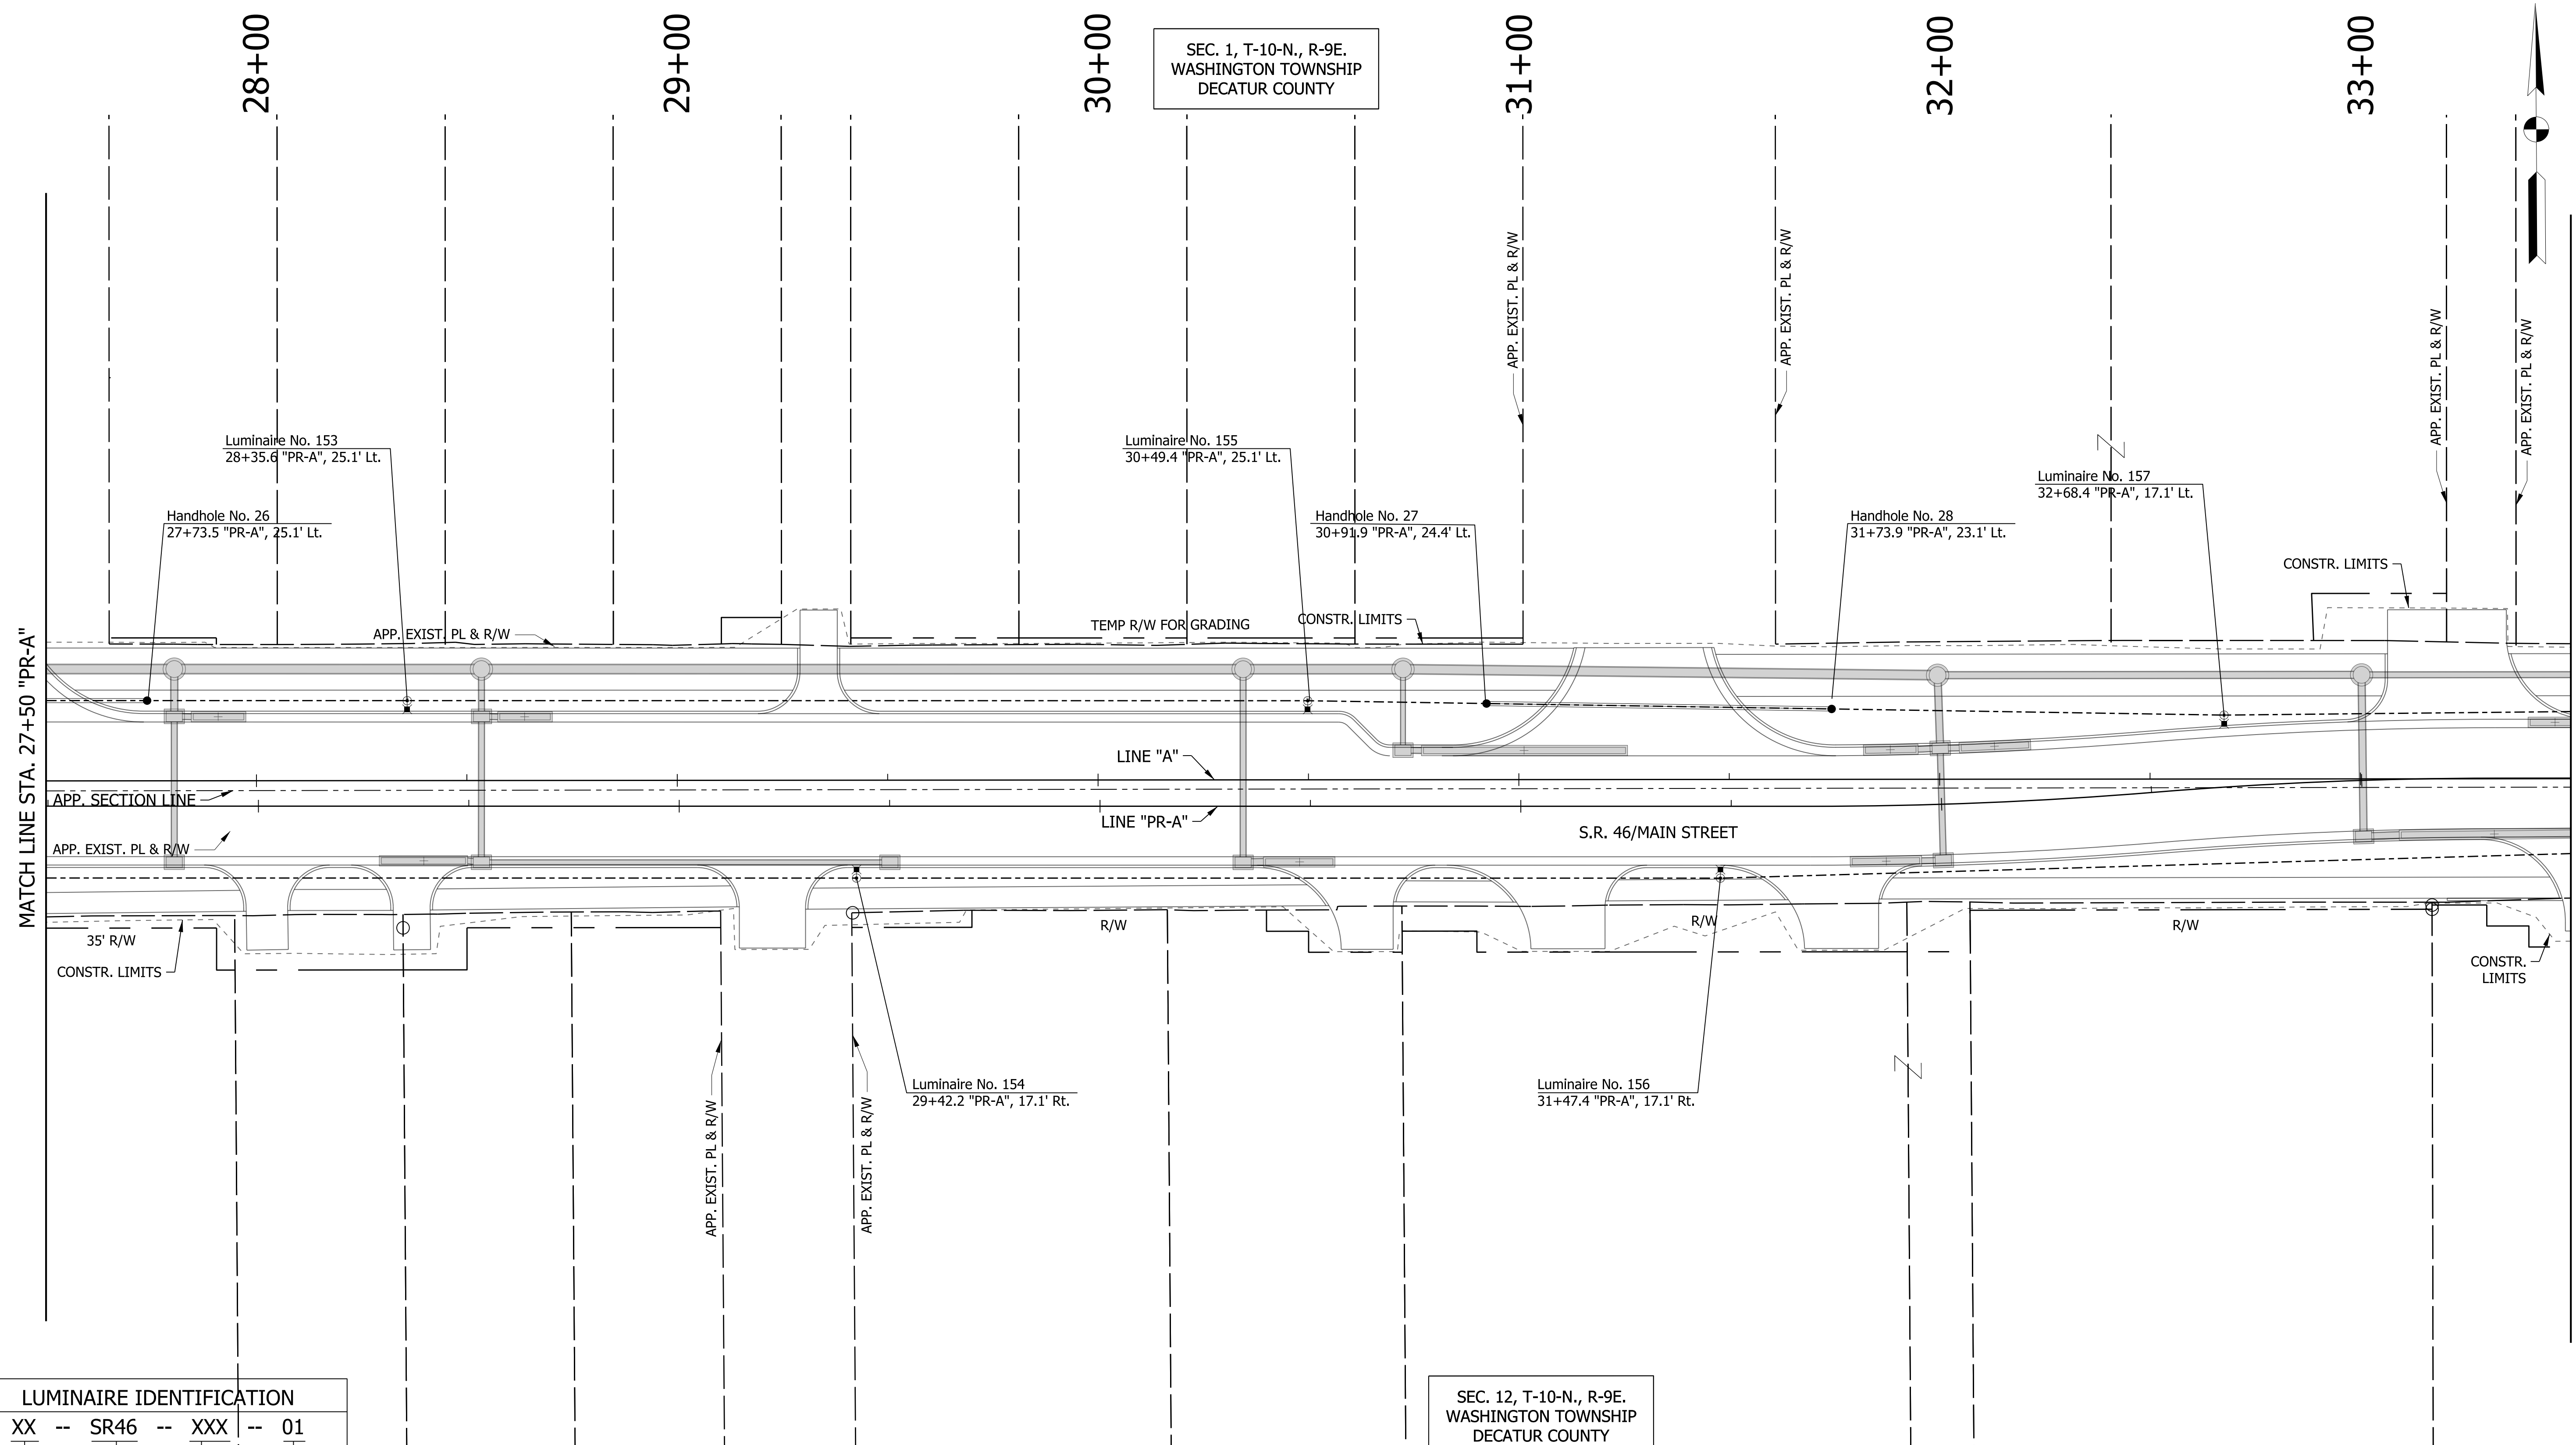 28+00
29+00
30+00
31+00
32+00
33+00
SEC. 1, T-10-N., R-9E.
WASHINGTON TOWNSHIP
DECATUR COUNTY
APP. EXIST. PL & R/W
APP. EXIST. PL & R/W
APP. EXIST. PL & R/W
APP. EXIST. PL & R/W
Luminaire No. 153
28+35.6 "PR-A", 25.1' Lt.
Luminaire No. 155
30+49.4 "PR-A", 25.1' Lt.
Luminaire No. 157
32+68.4 "PR-A", 17.1' Lt.
Handhole No. 26
27+73.5 "PR-A", 25.1' Lt.
Handhole No. 27
30+91.9 "PR-A", 24.4' Lt.
Handhole No. 28
31+73.9 "PR-A", 23.1' Lt.
CONSTR. LIMITS
MATCH LINE STA. 27+50 "PR-A"
APP. EXIST. PL & R/W
TEMP R/W FOR GRADING
CONSTR. LIMITS
LINE "A"
APP. SECTION LINE
LINE "PR-A"
S.R. 46/MAIN STREET
APP. EXIST. PL & R/W
35' R/W
R/W
R/W
R/W
CONSTR. LIMITS
CONSTR.
LIMITS
APP. EXIST. PL & R/W
APP. EXIST. PL & R/W
Luminaire No. 154
29+42.2 "PR-A", 17.1' Rt.
Luminaire No. 156
31+47.4 "PR-A", 17.1' Rt.
LUMINAIRE IDENTIFICATION
XX -- SR46 -- XXX -- 01
SEC. 12, T-10-N., R-9E.
WASHINGTON TOWNSHIP
DECATUR COUNTY